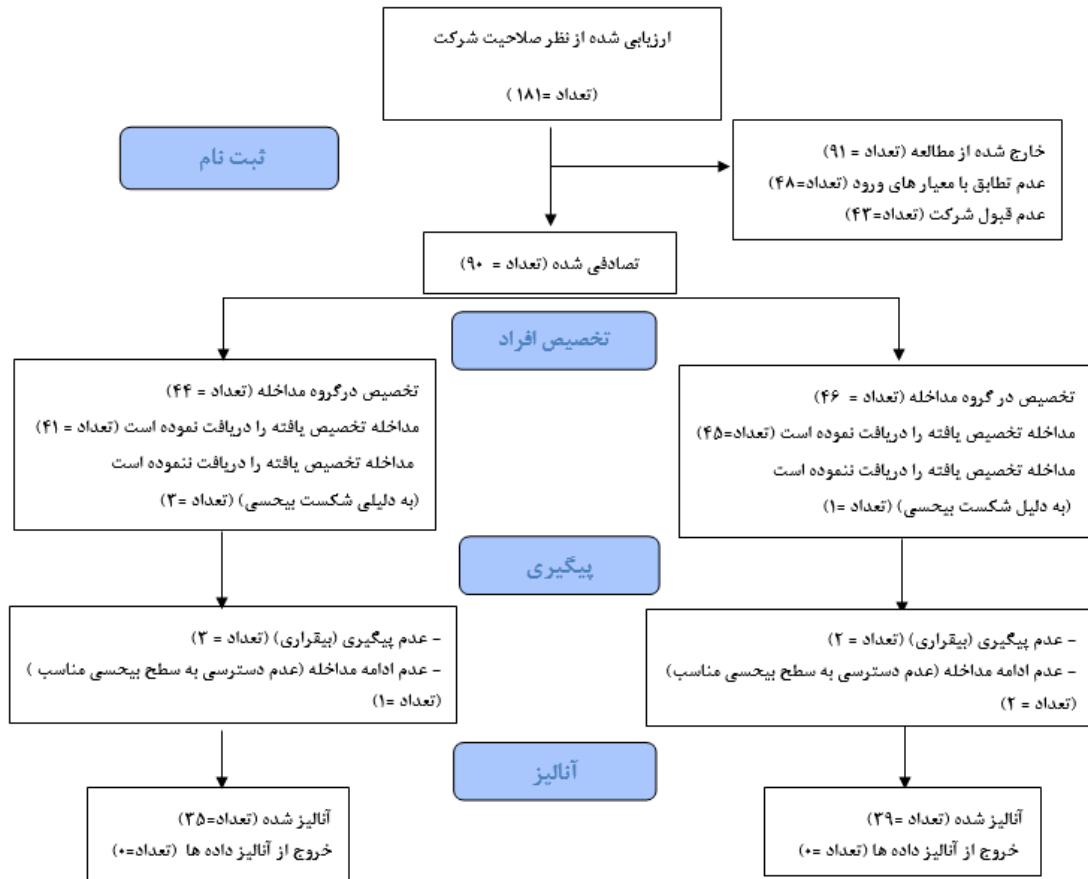 ارزیابی شده از نظر صلاحیت شرکت
(تعداد =۱۸۱ )
ثبت نام
خارج شده از مطالعه (تعداد = ۹۱)
عدم تطابق با معیار های ورود (تعداد=۴۸)
عدم قبول شرکت (تعداد=۴۳)
تصادفی شده (تعداد = ۹۰)
تخصیص افراد
تخصیص در گروه مداخله (تعداد = ۴۶)
مداخله تخصیص یافته را دریافت نموده است (تعداد=۴۵)
مداخله تخصیص یافته را دریافت ننموده است
(به دلیل شکست بیحسی) (تعداد =۱)
تخصیص درگروه مداخله (تعداد = ۴۴)
مداخله تخصیص یافته را دریافت نموده است (تعداد = ۴۱)
مداخله تخصیص یافته را دریافت ننموده است
(به دلیلی شکست بیحسی) (تعداد =۳)
پیگیری
- عدم پیگیری (بیقراری) (تعداد = ۲)
- عدم ادامه مداخله (عدم دسترسی به سطح بیحسی مناسب)
(تعداد = ۲)
- عدم پیگیری (بیقراری) (تعداد = ۳)
- عدم ادامه مداخله (عدم دسترسی به سطح بیحسی مناسب )
(تعداد =۱)
آنالیز
آنالیز شده (تعداد =۳۹)
خروج از آنالیز داده ها (تعداد =۰)
آنالیز شده (تعداد=۳۵)
خروج از آنالیز داده ها (تعداد=۰)